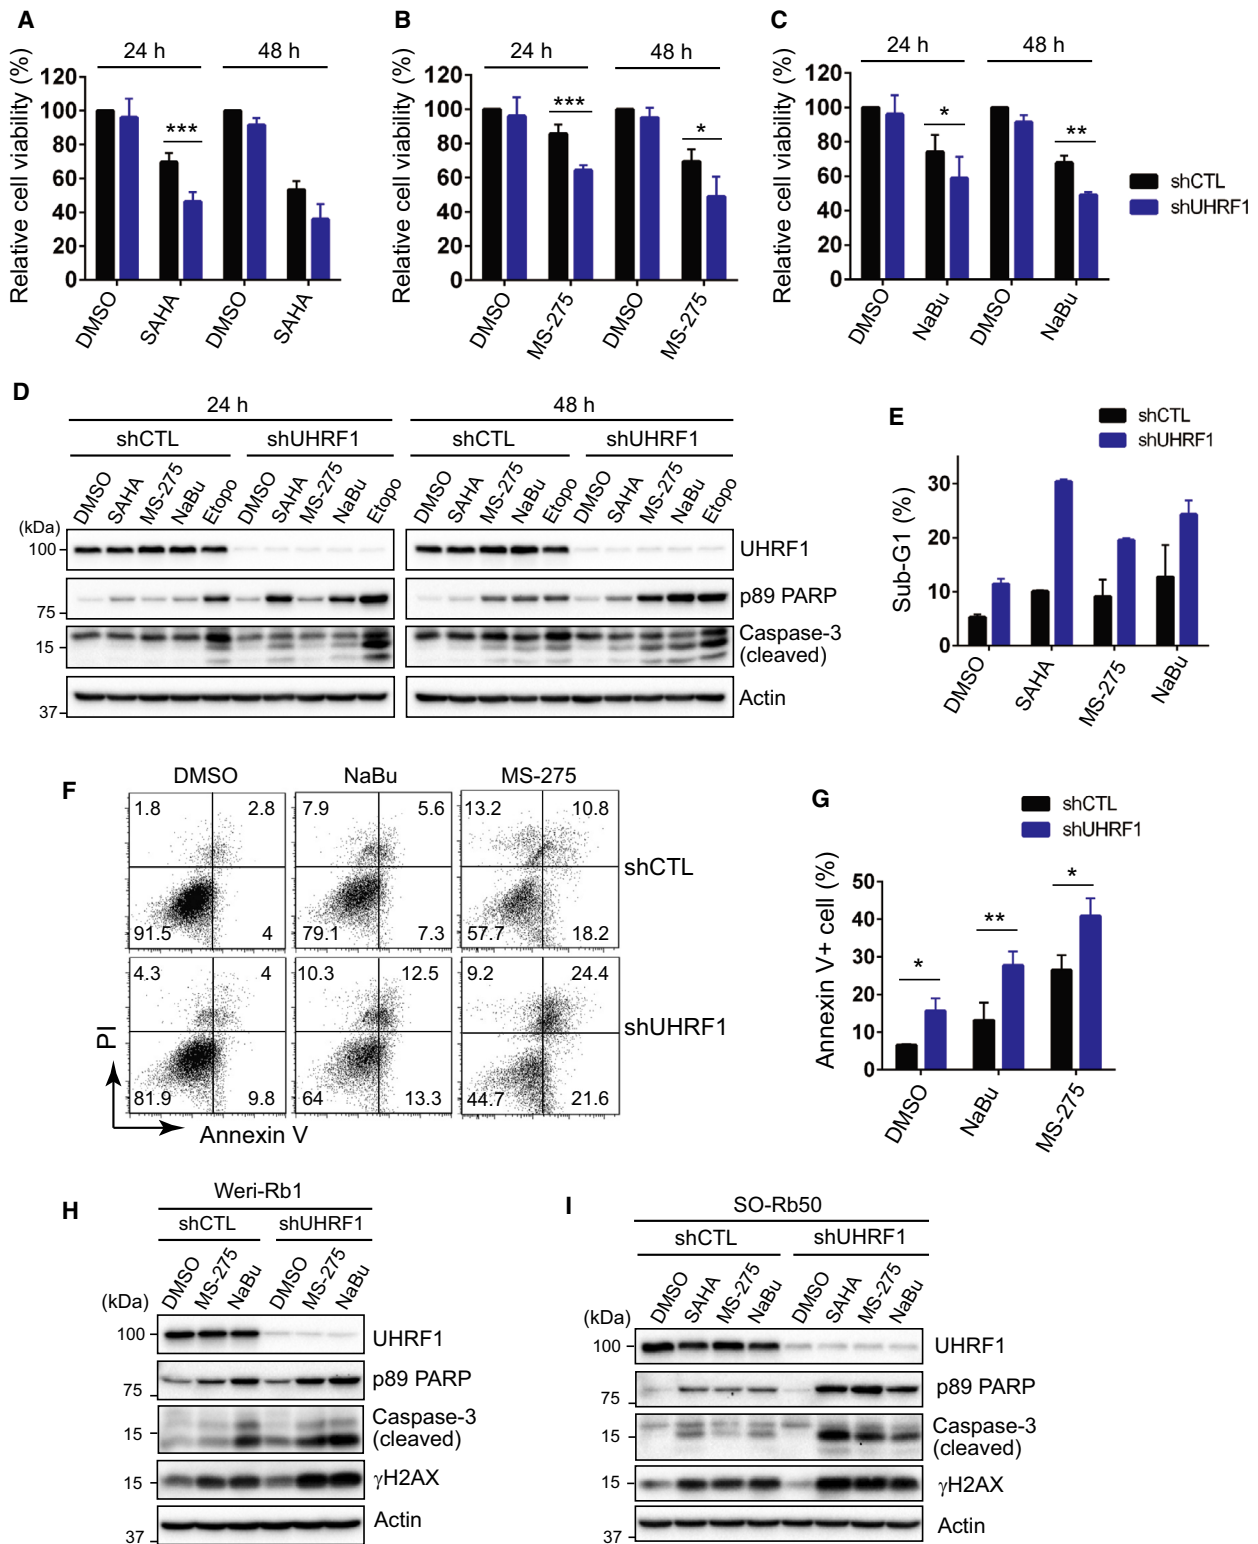 A
24 h 48 h
Relative cell viability (%)
120
100
80
60
40
20
0
***
DMSO SAHA DMSO SAHA
B
24 h 48 h
Relative cell viability (%)
120
100
80
60
40
20
0
*** *
DMSO MS-275 DMSO MS-275
C
24 h 48 h
Relative cell viability (%)
120
100
80
60
40
20
0
* **
DMSO NaBu DMSO NaBu
shCTL
shUHRF1
D
24 h 48 h
shCTL shUHRF1 shCTL shUHRF1
DMSO SAHA MS-275 NaBu Etopo DMSO SAHA MS-275 NaBu Etopo DMSO SAHA MS-275 NaBu Etopo DMSO SAHA MS-275 NaBu Etopo
(kDa)
100 UHRF1
75 p89 PARP
15 Caspase-3
(cleaved)
37 Actin
E
shCTL
shUHRF1
Sub-G1 (%)
30
20
10
0
DMSO SAHA MS-275 NaBu
F
DMSO NaBu MS-275
1.8 2.8 7.9 5.6 13.2 10.8
shCTL
91.5 4 79.1 7.3 57.7 18.2
4.3 4 10.3 12.5 9.2 24.4
shUHRF1
81.9 9.8 64 13.3 44.7 21.6
PI
Annexin V
G
shCTL
shUHRF1
Annexin V+ cell (%)
50
40
30
20
10
0
* ** *
DMSO NaBu MS-275
H
Weri-Rb1
shCTL shUHRF1
DMSO MS-275 NaBu DMSO MS-275 NaBu
(kDa)
100 UHRF1
75 p89 PARP
15 Caspase-3
(cleaved)
15 γH2AX
37 Actin
I
SO-Rb50
shCTL shUHRF1
DMSO SAHA MS-275 NaBu DMSO SAHA MS-275 NaBu
(kDa)
100 UHRF1
75 p89 PARP
15 Caspase-3
(cleaved)
15 γH2AX
37 Actin